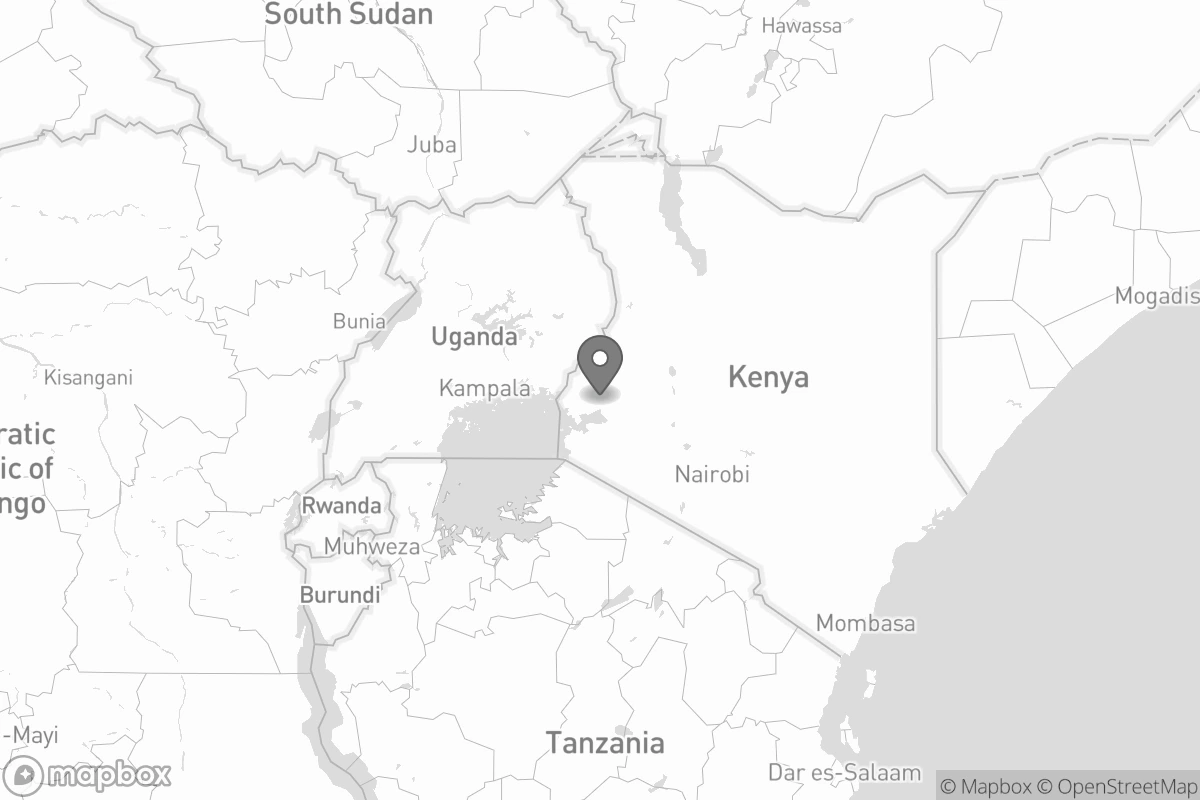 South Sudan
Hawassa
Juba
Mogadis
Bunia
Uganda
Kisangani
Kampala
Kenya
ratic
ic of
ngo
Nairobi
Rwanda
Muhweza
Burundi
Mombasa
-Mayi
Tanzania
Dar es-Salaam
mapbox
© Mapbox © OpenStreetMap